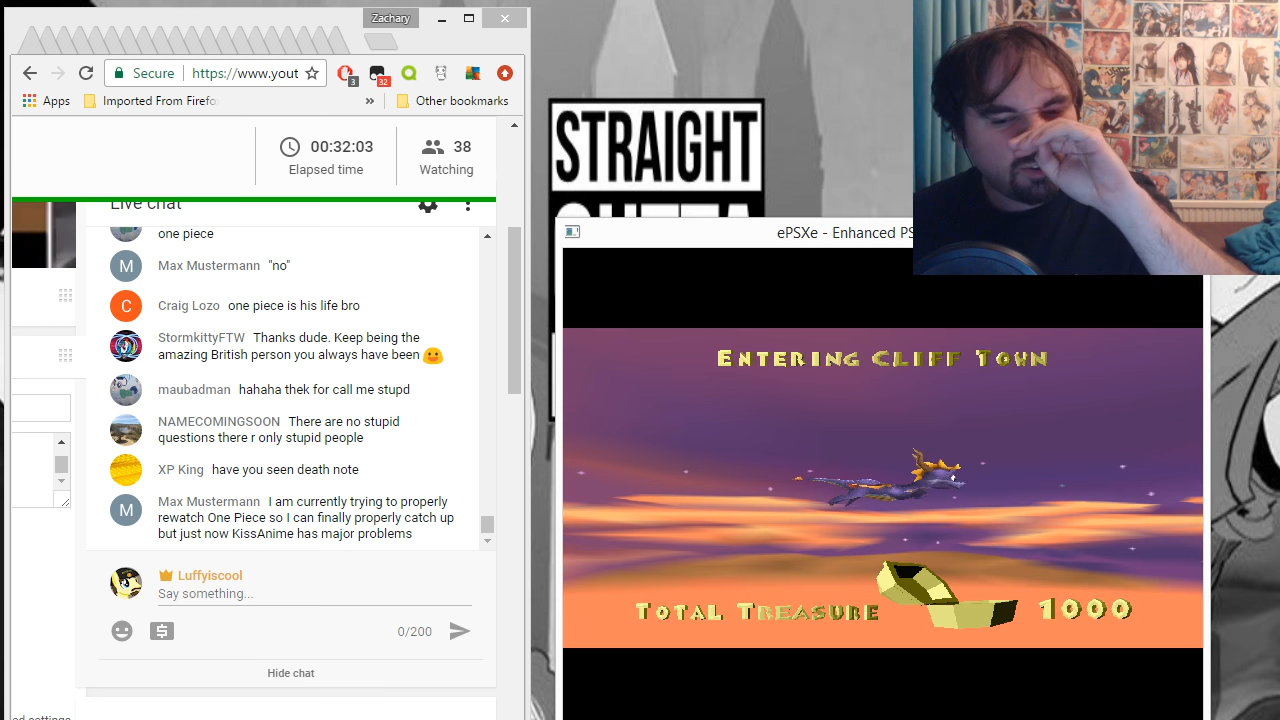 Zachary
Secure https://www.yout
3
32
Apps Imported From Firefo » Other bookmarks
00:32:03 38
Elapsed time Watching
Live chat
one piece
M Max Mustermann "no"
C Craig Lozo one piece is his life bro
StormkittyFTW Thanks dude. Keep being the
amazing British person you always have been
maubadman hahaha thek for call me stupd
NAMECOMINGSOON There are no stupid
questions there r only stupid people
XP King have you seen death note
M Max Mustermann I am currently trying to properly
rewatch One Piece so I can finally properly catch up
but just now KissAnime has major problems
Luffyiscool
Say something...
0/200
Hide chat
STRAIGHT
ePSXe - Enhanced PS
Entering Cliff Town
Total Treasure 1000